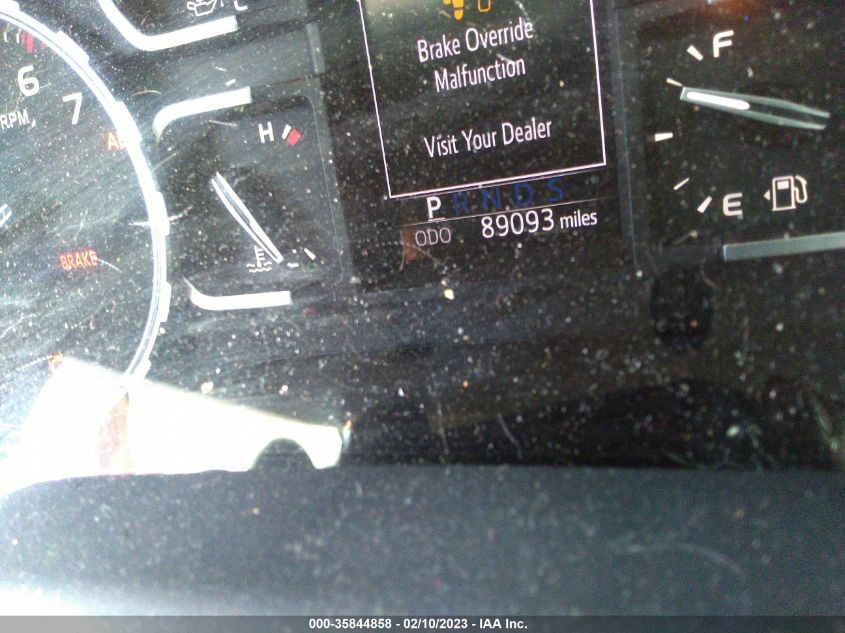 L
Brake Override
Malfunction
Visit Your Dealer
6
7
RPM
H
F
E
P R N D S
ODO 89093 miles
BRAKE
000-35844858 - 02/10/2023 - IAA Inc.